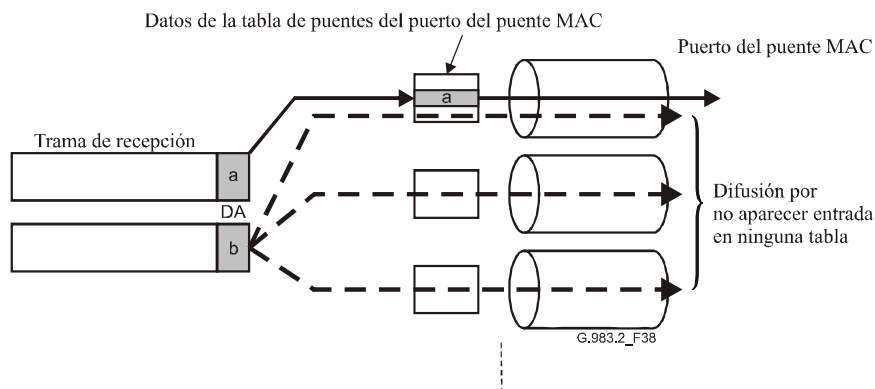 Datos de la tabla de puentes del puerto del puente MAC
Puerto del puente MAC
a
Trama de recepción
a
DA
b
Difusión por
no aparecer entrada
en ninguna tabla
G.983.2_F38